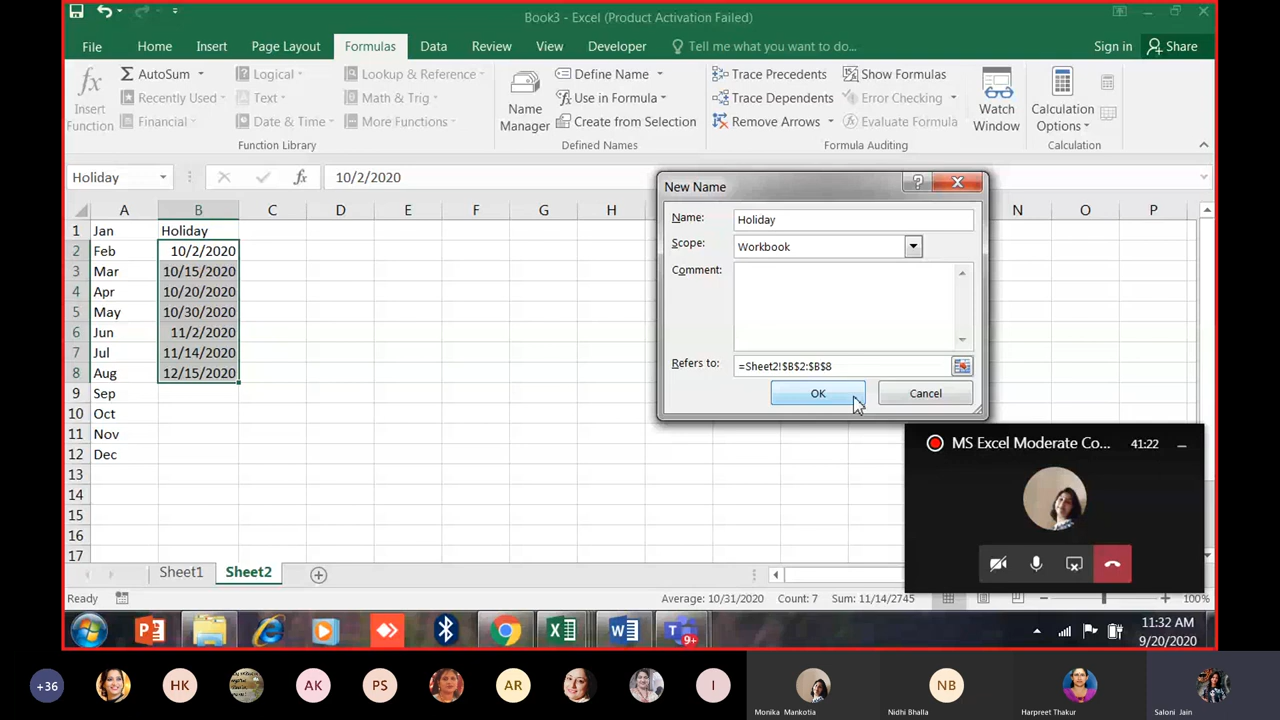 Book3 - Excel (Product Activation Failed)
File Home Insert Page Layout Formulas Data Review View Developer Tell me what you want to do... Sign in Share
Insert Function
AutoSum
Recently Used
Financial
Logical
Text
Date & Time
Lookup & Reference
Math & Trig
More Functions
Function Library
Name Manager
Define Name
Use in Formula
Create from Selection
Defined Names
Trace Precedents
Trace Dependents
Remove Arrows
Show Formulas
Error Checking
Evaluate Formula
Formula Auditing
Watch Window
Calculation Options
Calculation
Holiday fx 10/2/2020
A B C D E F G H N O P
1 Jan Holiday
2 Feb 10/2/2020
3 Mar 10/15/2020
4 Apr 10/20/2020
5 May 10/30/2020
6 Jun 11/2/2020
7 Jul 11/14/2020
8 Aug 12/15/2020
9 Sep
10 Oct
11 Nov
12 Dec
13
14
15
16
17
New Name
?
Name: Holiday
Scope: Workbook
Comment:
Refers to: =Sheet2!$B$2:$B$8
OK Cancel
MS Excel Moderate Co... 41:22
Sheet1 Sheet2
Ready Average: 10/31/2020 Count: 7 Sum: 11/14/2745 100%
9+
11:32 AM
9/20/2020
+36 HK AK PS AR I NB
Monika Mankotia Nidhi Bhalla Harpreet Thakur Saloni Jain